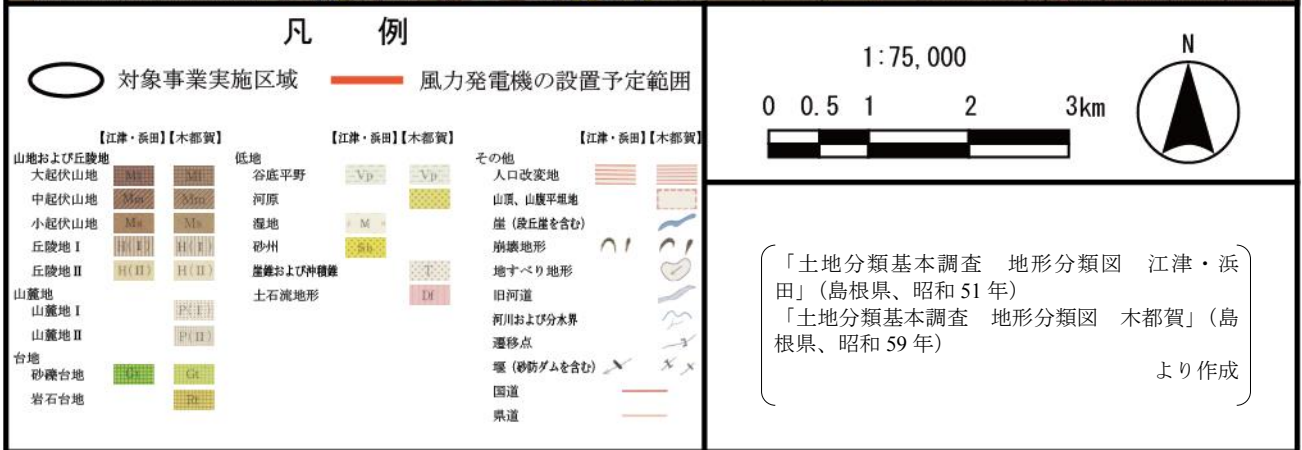 凡 例
対象事業実施区域 風力発電機の設置予定範囲
【江津・浜田】【木都賀】
山地および丘陵地
大起伏山地 Ml Ml
中起伏山地 Mm Mm
小起伏山地 Ms Ms
丘陵地Ⅰ H(Ⅰ) H(Ⅰ)
丘陵地Ⅱ H(Ⅱ) H(Ⅱ)
山麓地
山麓地Ⅰ P(Ⅰ)
山麓地Ⅱ P(Ⅱ)
台地
砂礫台地 Gt Gt
岩石台地 Rt
【江津・浜田】【木都賀】
低地
谷底平野 Vp Vp
河原
湿地 M
砂州 Sb
崖錐および沖積錐 T
土石流地形 Df
【江津・浜田】【木都賀】
その他
人口改変地
山頂、山腹平坦地
崖（段丘崖を含む）
崩壊地形
地すべり地形
旧河道
河川および分水界
遷移点
堰（砂防ダムを含む）
国道
県道
1:75,000
0 0.5 1 2 3km
N
「土地分類基本調査 地形分類図 江津・浜
田」（島根県、昭和 51 年）
「土地分類基本調査 地形分類図 木都賀」（島
根県、昭和 59 年）
より作成